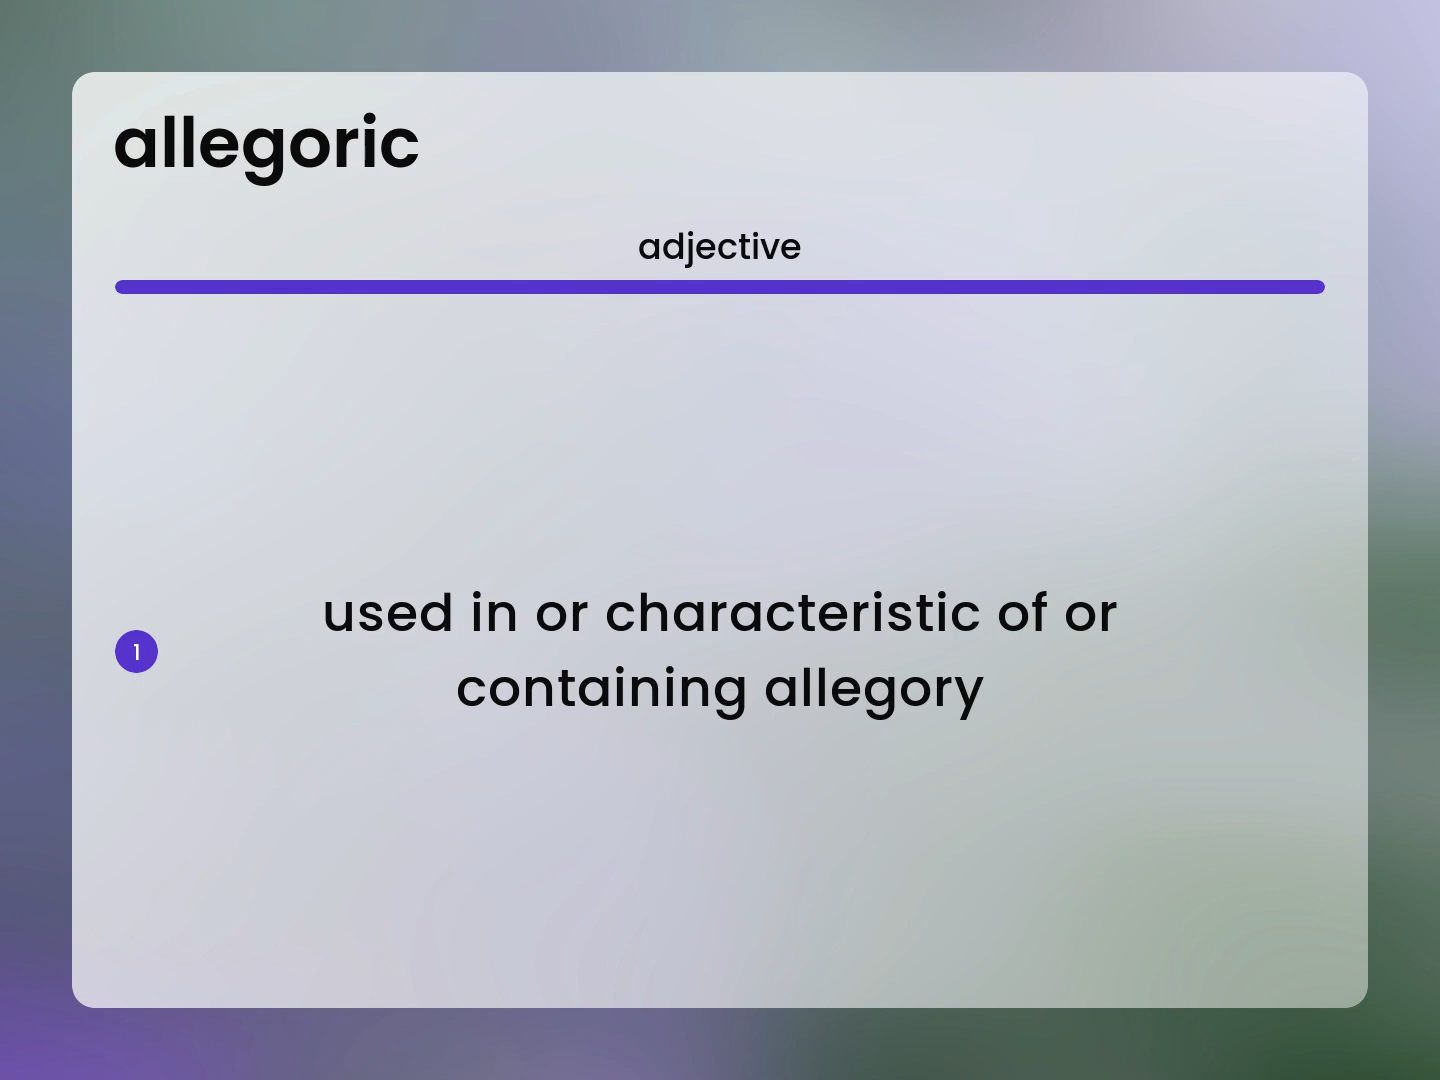 allegoric
adjective
1
used in or characteristic of or
containing allegory